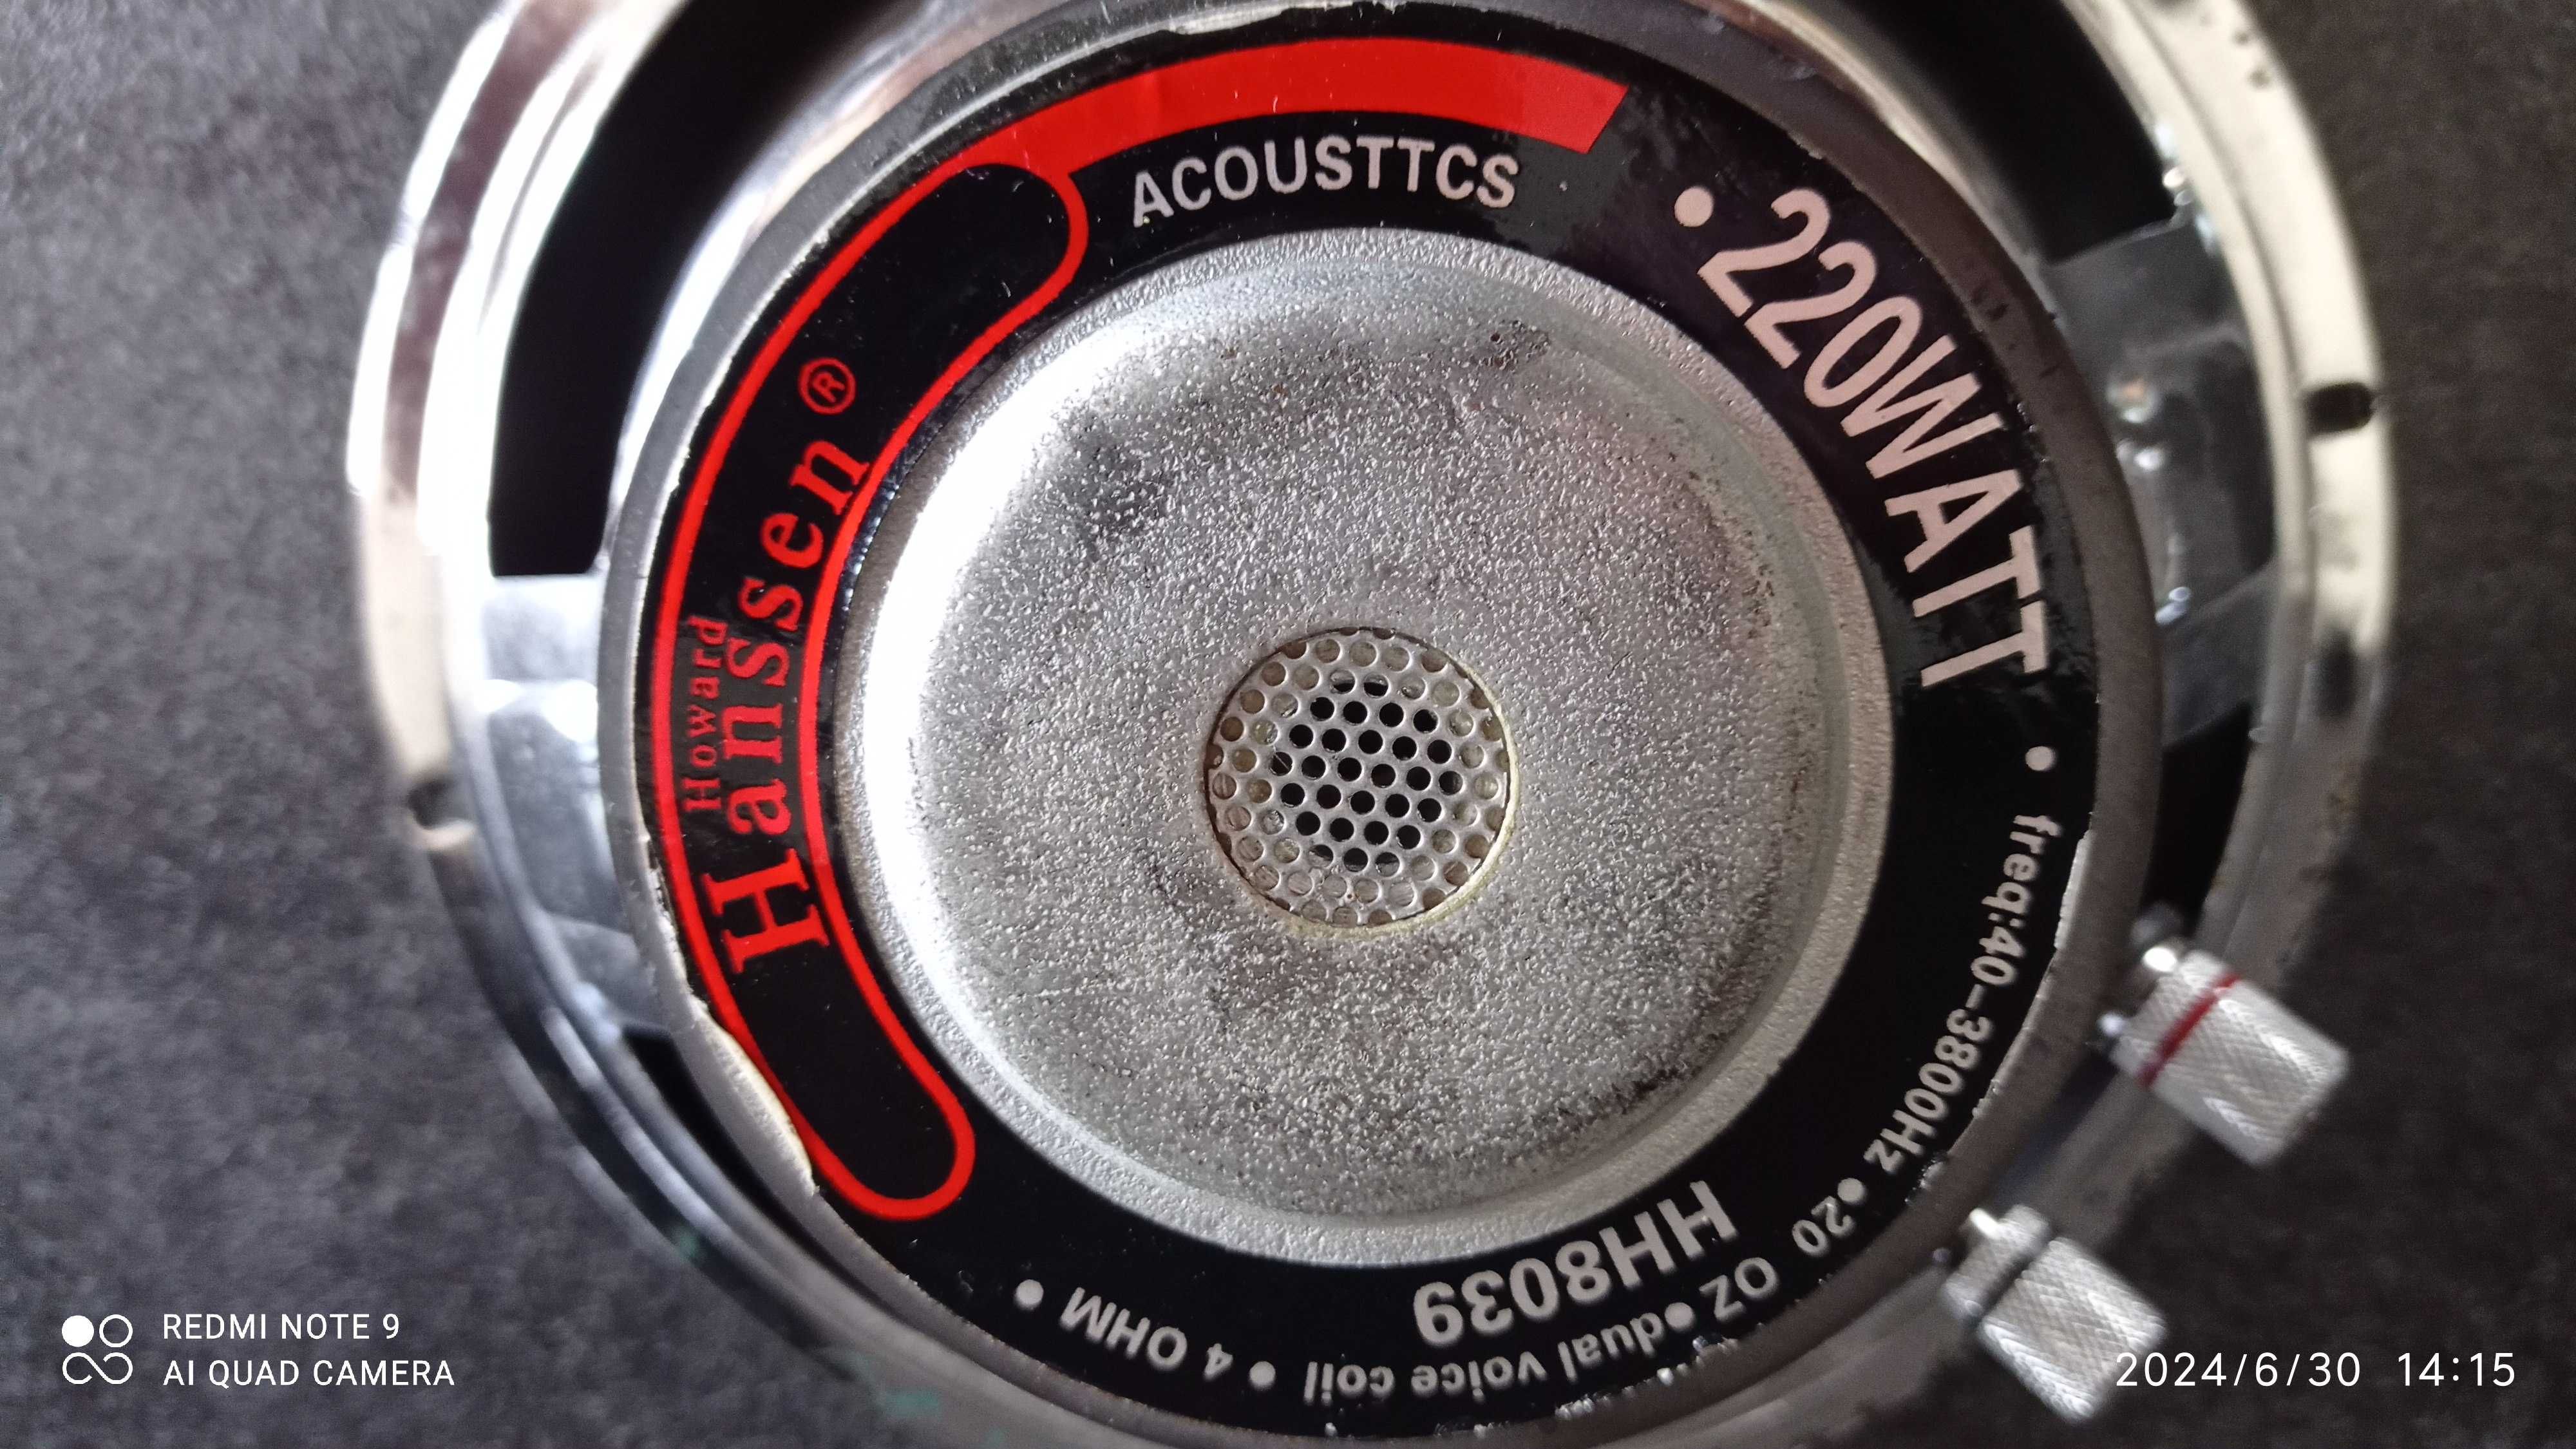 Howard
Hanssen®
ACOUSTTCS
•220WATT
• freq:40-3800Hz •20 OZ •dual voice coil • 4 OHM •
HH8039
REDMI NOTE 9
AI QUAD CAMERA
2024/6/30 14:15